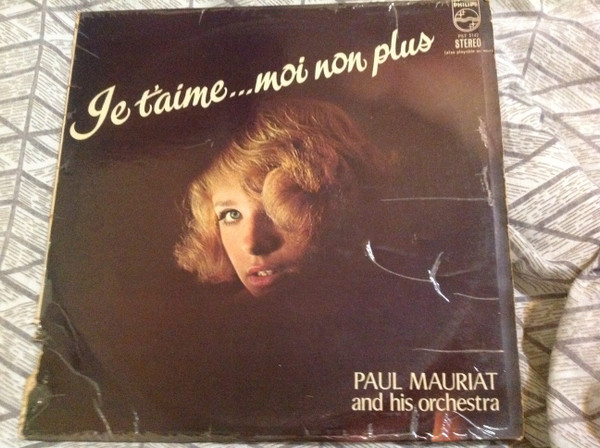 Je t'aime...moi non plus
PHILIPS
STEREO
PAUL MAURIAT
and his orchestra